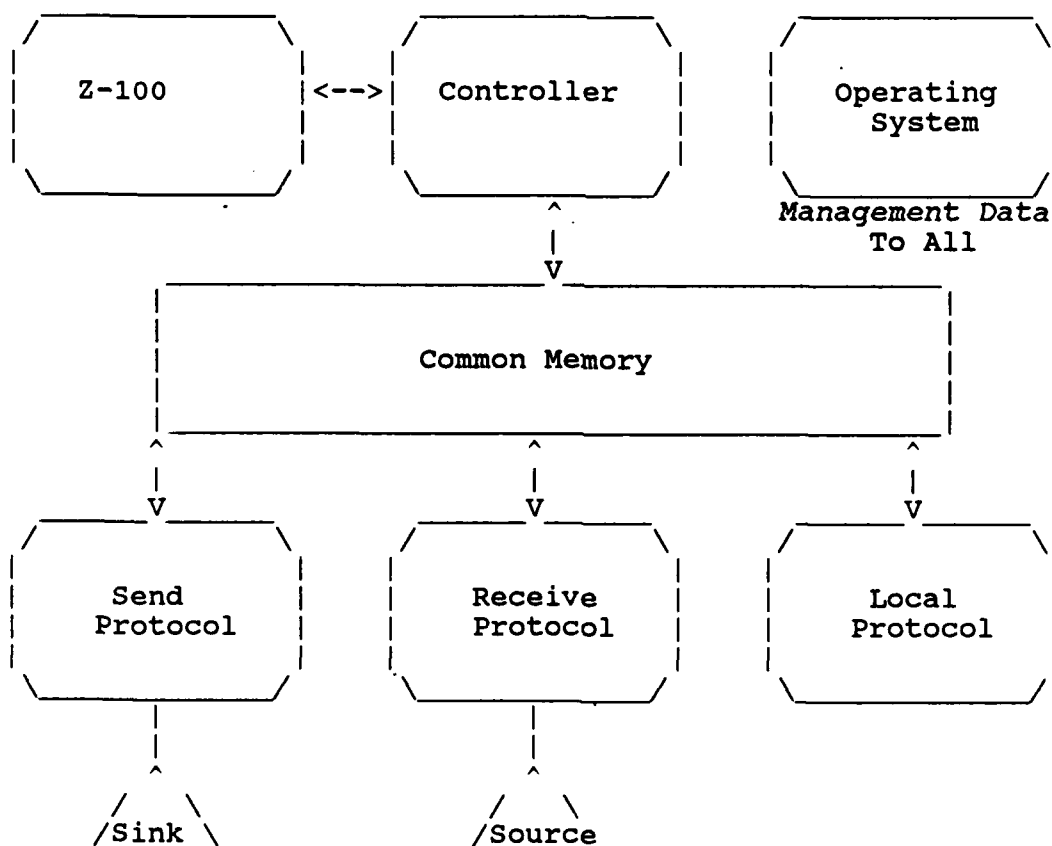 Z-100 <--> Controller Operating
System
Management Data
To All
Common Memory
Send Receive Local
Protocol Protocol Protocol
Sink Source